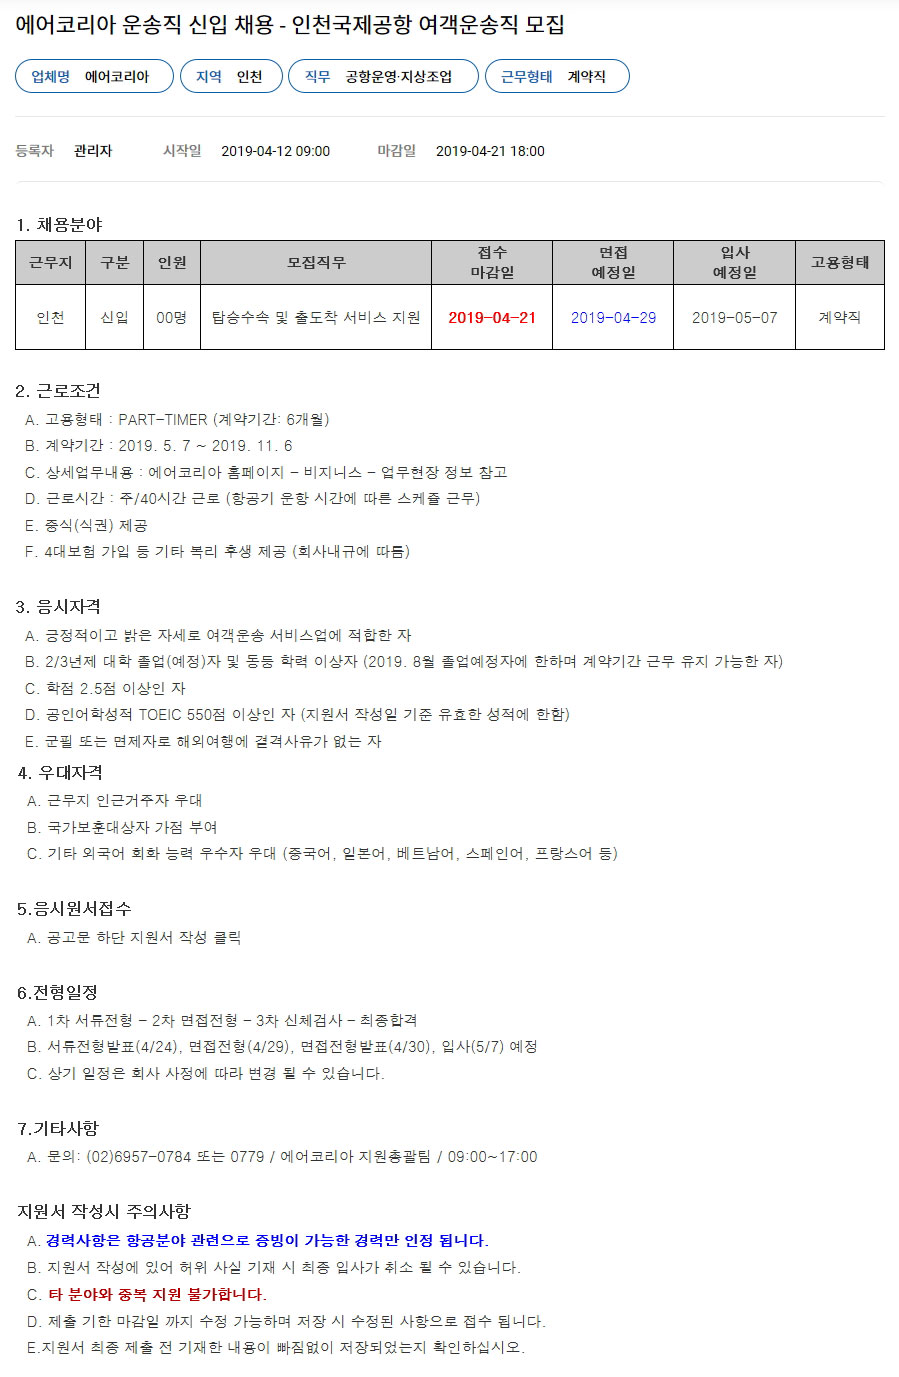 에어코리아 운송직 신입 채용 - 인천국제공항 여객운송직 모집
업체명 에어코리아 지역 인천 직무 공항운영·지상조업 근무형태 계약직
등록자 관리자 시작일 2019-04-12 09:00 마감일 2019-04-21 18:00
1. 채용분야
근무지 구분 인원 모집직무 접수 마감일 면접 예정일 입사 예정일 고용형태
인천 신입 00명 탑승수속 및 출도착 서비스 지원 2019-04-21 2019-04-29 2019-05-07 계약직
2. 근로조건
A. 고용형태 : PART-TIMER (계약기간: 6개월)
B. 계약기간 : 2019. 5. 7 ~ 2019. 11. 6
C. 상세업무내용 : 에어코리아 홈페이지 - 비지니스 - 업무현장 정보 참고
D. 근로시간 : 주/40시간 근로 (항공기 운항 시간에 따른 스케쥴 근무)
E. 중식(식권) 제공
F. 4대보험 가입 등 기타 복리 후생 제공 (회사내규에 따름)
3. 응시자격
A. 긍정적이고 밝은 자세로 여객운송 서비스업에 적합한 자
B. 2/3년제 대학 졸업(예정)자 및 동등 학력 이상자 (2019. 8월 졸업예정자에 한하며 계약기간 근무 유지 가능한 자)
C. 학점 2.5점 이상인 자
D. 공인어학성적 TOEIC 550점 이상인 자 (지원서 작성일 기준 유효한 성적에 한함)
E. 군필 또는 면제자로 해외여행에 결격사유가 없는 자
4. 우대자격
A. 근무지 인근거주자 우대
B. 국가보훈대상자 가점 부여
C. 기타 외국어 회화 능력 우수자 우대 (중국어, 일본어, 베트남어, 스페인어, 프랑스어 등)
5.응시원서접수
A. 공고문 하단 지원서 작성 클릭
6.전형일정
A. 1차 서류전형 - 2차 면접전형 - 3차 신체검사 - 최종합격
B. 서류전형발표(4/24), 면접전형(4/29), 면접전형발표(4/30), 입사(5/7) 예정
C. 상기 일정은 회사 사정에 따라 변경 될 수 있습니다.
7.기타사항
A. 문의: (02)6957-0784 또는 0779 / 에어코리아 지원총괄팀 / 09:00~17:00
지원서 작성시 주의사항
A. 경력사항은 항공분야 관련으로 증빙이 가능한 경력만 인정 됩니다.
B. 지원서 작성에 있어 허위 사실 기재 시 최종 입사가 취소 될 수 있습니다.
C. 타 분야와 중복 지원 불가합니다.
D. 제출 기한 마감일 까지 수정 가능하며 저장 시 수정된 사항으로 접수 됩니다.
E.지원서 최종 제출 전 기재한 내용이 빠짐없이 저장되었는지 확인하십시오.